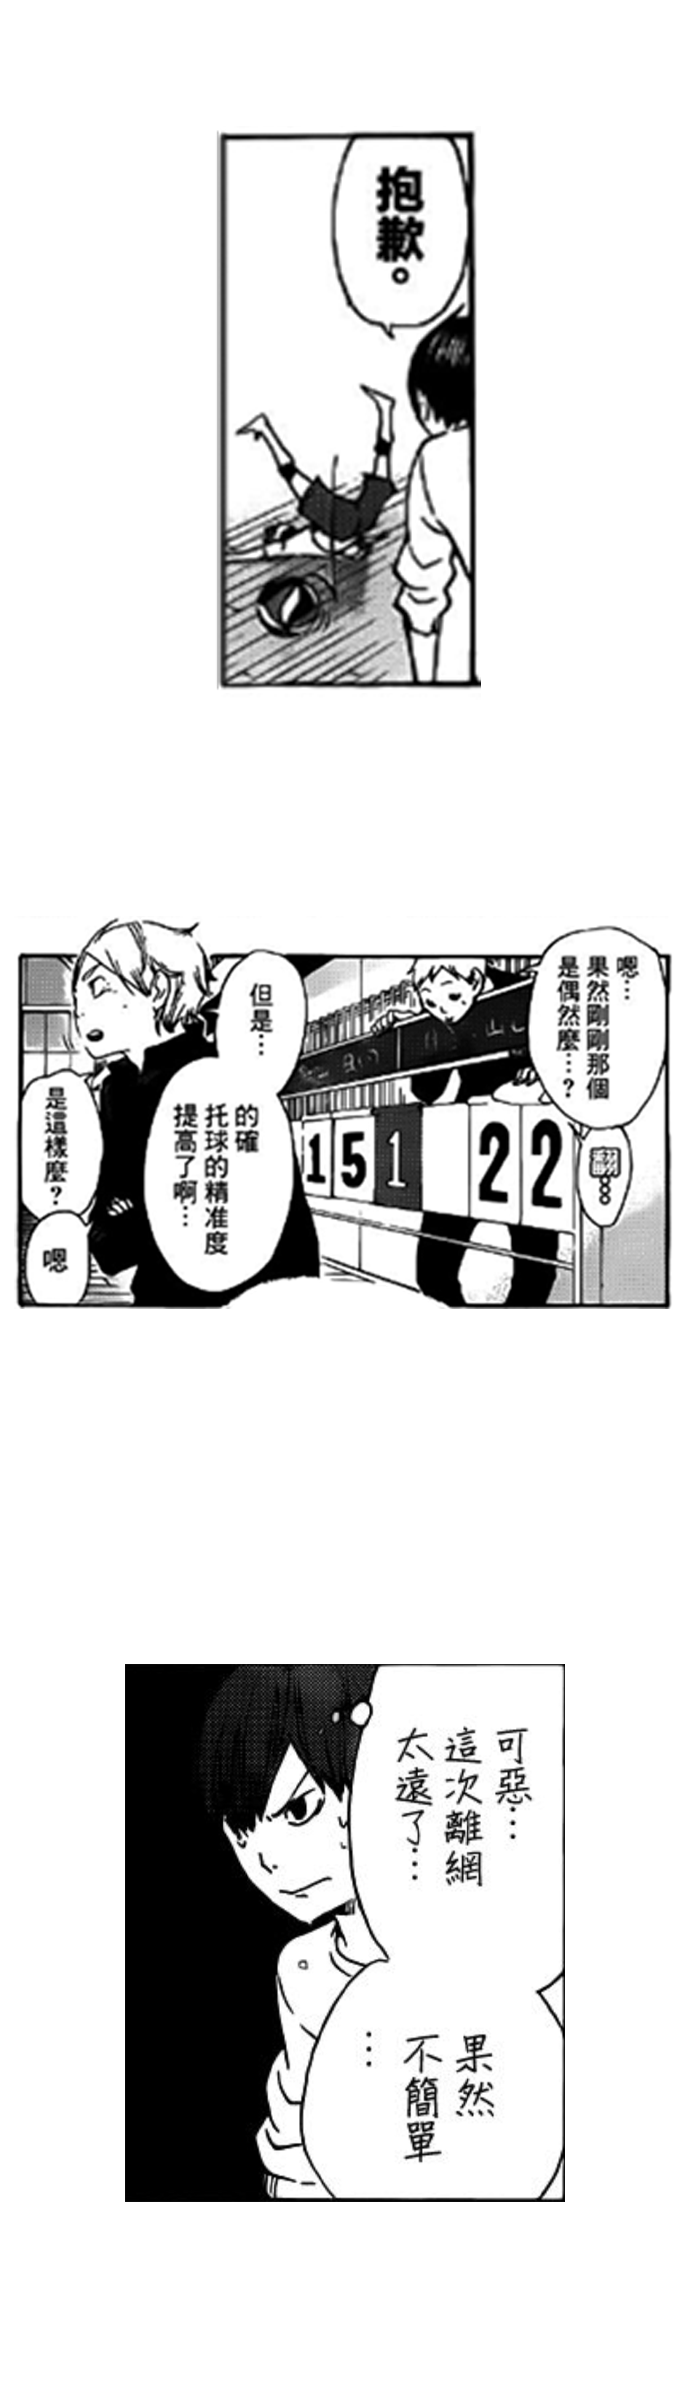 抱歉。
嗯…
果然剛剛那個
是偶然麼…?
15 1 22
但是…
的確
托球的精准度
提高了啊…
是這樣麼?
嗯
可惡…
這次離網
太遠了…
果然
不簡單
…